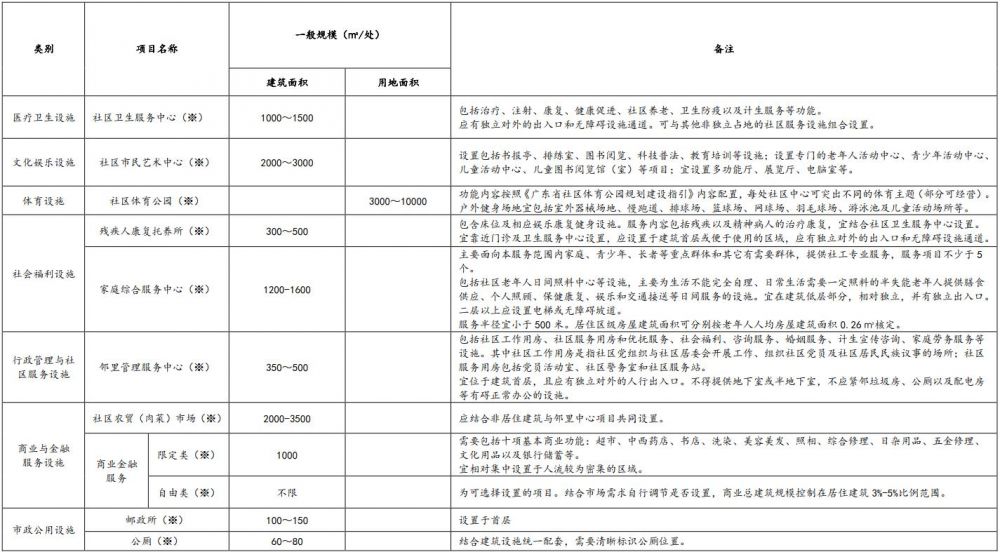 类别
项目名称
一般规模（㎡/处）
备注
建筑面积
用地面积
医疗卫生设施
社区卫生服务中心（※）
1000～1500
包括治疗、注射、康复、健康促进、社区养老、卫生防疫以及计生服务等功能。
应有独立对外的出入口和无障碍设施通道。可与其他非独立占地的社区服务设施组合设置。
文化娱乐设施
社区市民艺术中心（※）
2000～3000
设置包括书报亭、排练室、图书阅览、科技普法、教育培训等设施；设置专门的老年人活动中心、青少年活动中心、
儿童活动中心、儿童图书阅览馆（室）等项目；宜设置多功能厅、展览厅、电脑室等。
体育设施
社区体育公园（※）
3000～10000
功能内容按照《广东省社区体育公园规划建设指引》内容配置，每处社区中心可突出不同的体育主题（部分可经营）。
户外健身场地宜包括室外器械场地、慢跑道、排球场、篮球场、网球场、羽毛球场、游泳池及儿童活动场所等。
社会福利设施
残疾人康复托养所（※）
300～500
包含床位及相应娱乐康复健身设施。服务内容包括残疾以及精神病人的治疗康复，宜结合社区卫生服务中心设置。
宜靠近门诊及卫生服务中心设置，应设置于建筑首层或便于使用的区域，应有独立对外的出入口和无障碍设施通道。
家庭综合服务中心（※）
1200-1600
主要面向本服务范围内家庭、青少年、长者等重点群体和其它有需要群体，提供社工专业服务，服务项目不少于 5
个。
包括社区老年人日间照料中心等设施，主要为生活不能完全自理、日常生活需要一定照料的半失能老年人提供膳食
供应、个人照顾、保健康复、娱乐和交通接送等日间服务的设施。宜在建筑低层部分，相对独立，并有独立出入口。
二层以上应设置电梯或无障碍坡道。
服务半径宜小于 500 米。居住区级房屋建筑面积可分别按老年人人均房屋建筑面积 0.26㎡核定。
行政管理与社
区服务设施
邻里管理服务中心（※）
350～500
包括社区工作用房、社区服务用房和优抚服务、社会福利、咨询服务、婚姻服务、计生宣传咨询、家庭劳务服务等
设施。其中社区工作用房是指社区党组织与社区居委会开展工作、组织社区党员及社区居民民族议事的场所；社区
服务用房包括党员活动室、社区警务室和社区服务站。
宜位于建筑首层，且应有独立对外的人行出入口。不得提供地下室或半地下室，不应紧邻垃圾房、公厕以及配电房
等有碍正常办公的设施。
商业与金融
服务设施
社区农贸（肉菜）市场（※）
2000-3500
应结合非居住建筑与邻里中心项目共同设置。
商业金融
服务
限定类（※）
1000
需要包括十项基本商业功能：超市、中西药店、书店、洗染、美容美发、照相、综合修理、日杂用品、五金修理、
文化用品以及银行储蓄等。
宜相对集中设置于人流较为密集的区域。
自由类（※）
不限
为可选择设置的项目。结合市场需求自行调节是否设置，商业总建筑规模控制在居住建筑 3%-5%比例范围。
市政公用设施
邮政所（※）
100～150
设置于首层
公厕（※）
60～80
结合建筑设施统一配套，需要清晰标识公厕位置。